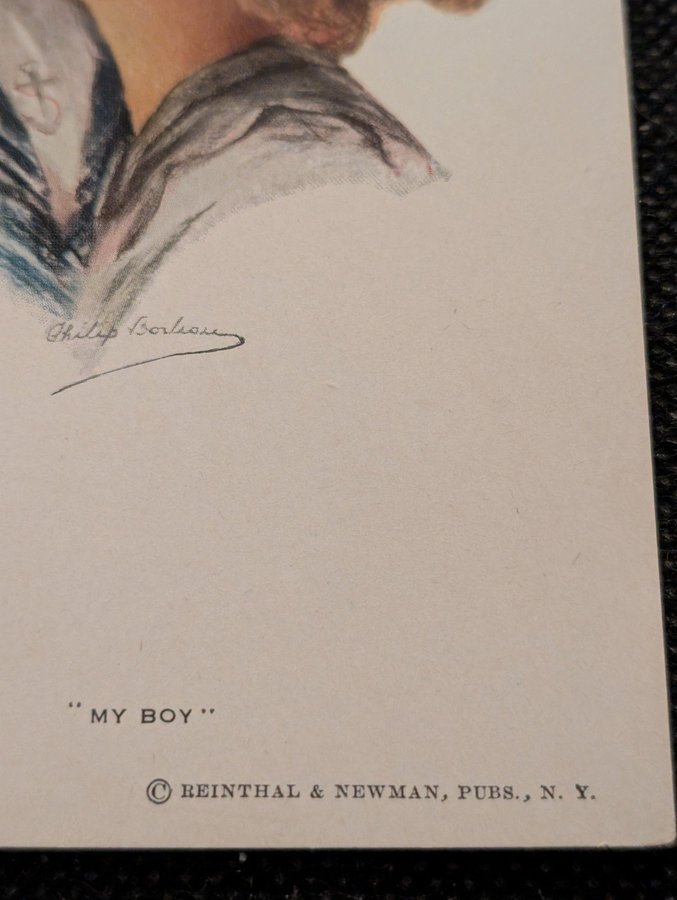 Philip Boileau
"MY BOY"
© REINTHAL & NEWMAN, PUBS., N. Y.